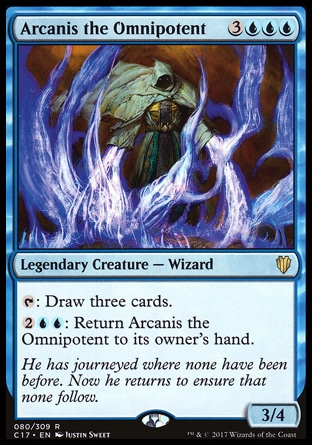 Arcanis the Omnipotent 3
Legendary Creature — Wizard
: Draw three cards.
2 : Return Arcanis the
Omnipotent to its owner's hand.
He has journeyed where none have been
before. Now he returns to ensure that
none follow.
3/4
080/309 R
C17 • EN Justin Sweet
™ & © 2017 Wizards of the Coast